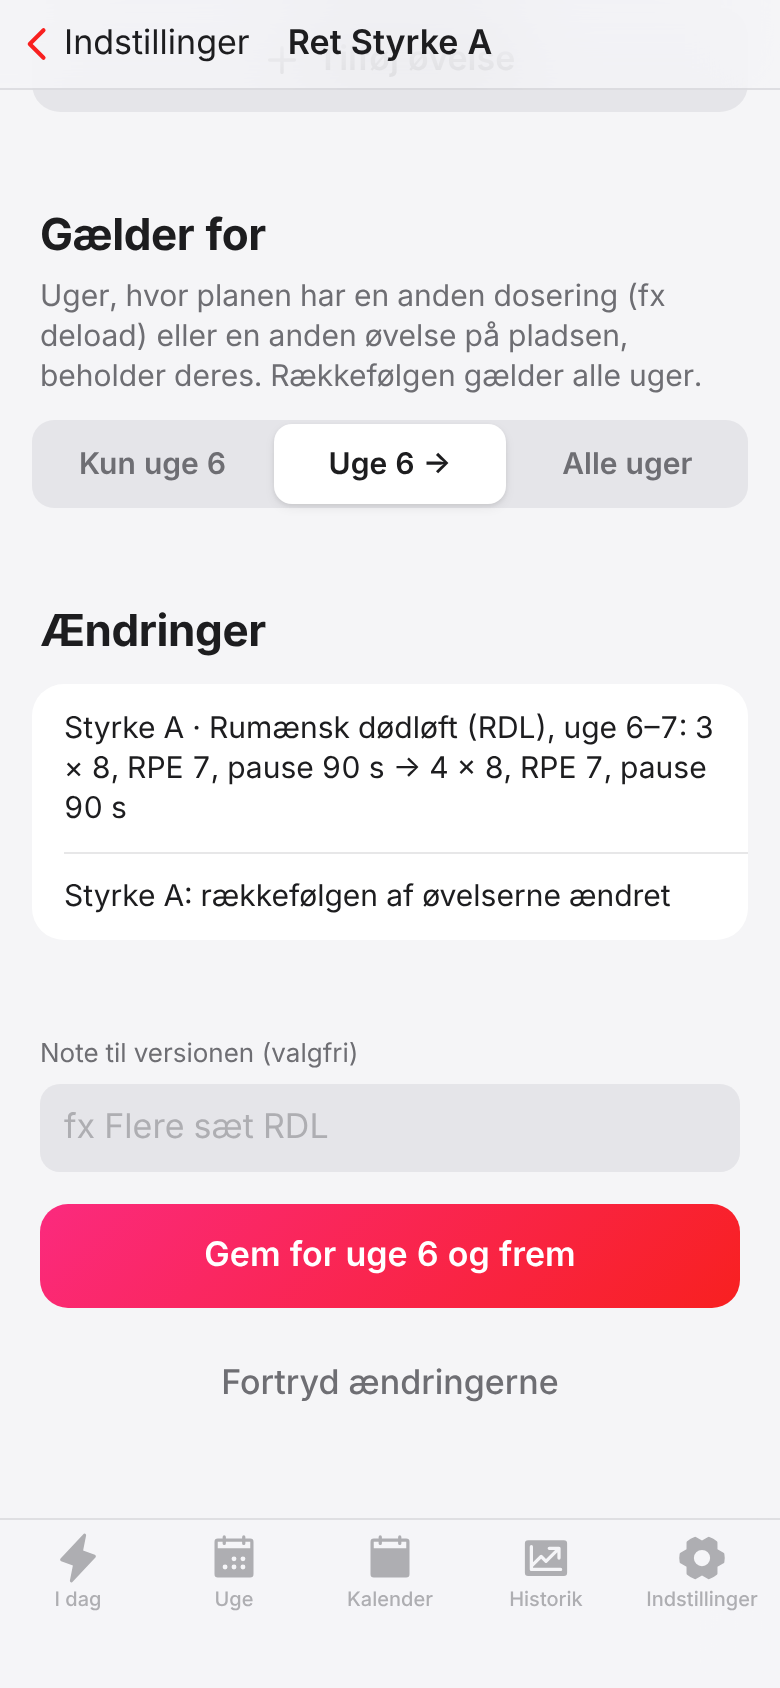 Indstillinger
Ret Styrke A
Tilføj øvelse
Gælder for
Uger, hvor planen har en anden dosering (fx
deload) eller en anden øvelse på pladsen,
beholder deres. Rækkefølgen gælder alle uger.
Kun uge 6
Uge 6 →
Alle uger
Ændringer
Styrke A · Rumænsk dødløft (RDL), uge 6–7: 3
× 8, RPE 7, pause 90 s → 4 × 8, RPE 7, pause
90 s
Styrke A: rækkefølgen af øvelserne ændret
Note til versionen (valgfri)
fx Flere sæt RDL
Gem for uge 6 og frem
Fortryd ændringerne
I dag
Uge
Kalender
Historik
Indstillinger